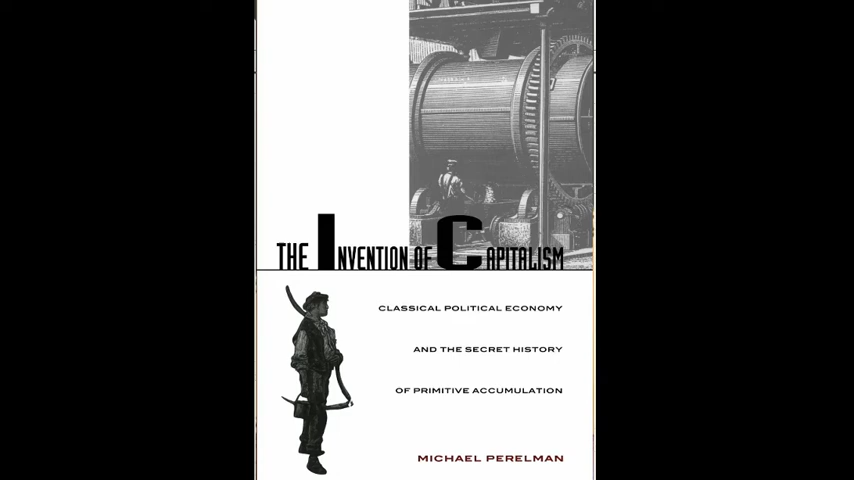 THE INVENTION OF CAPITALISM
CLASSICAL POLITICAL ECONOMY
AND THE SECRET HISTORY
OF PRIMITIVE ACCUMULATION
MICHAEL PERELMAN